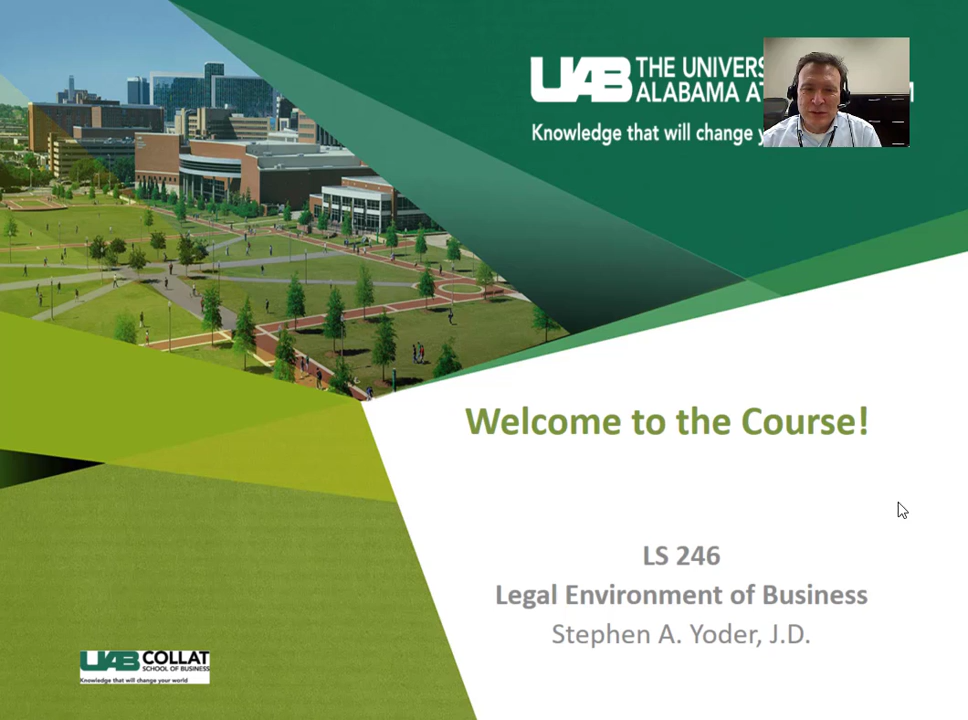 UAB THE UNIVERS
ALABAMA A M
Knowledge that will change y
Welcome to the Course!
LS 246
Legal Environment of Business
Stephen A. Yoder, J.D.
UAB COLLAT
SCHOOL OF BUSINESS
Knowledge that will change your world